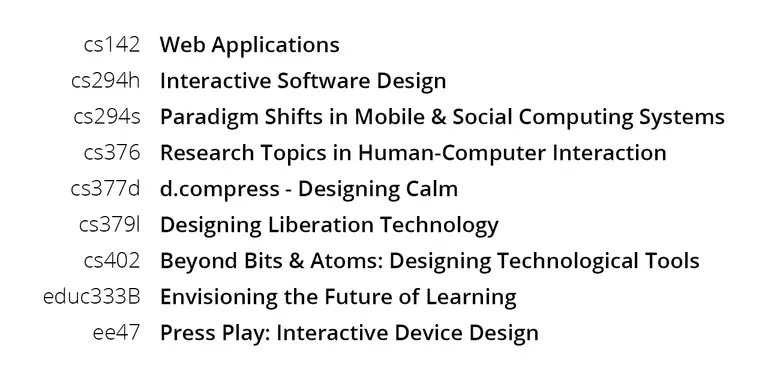 cs142 Web Applications
cs294h Interactive Software Design
cs294s Paradigm Shifts in Mobile & Social Computing Systems
cs376 Research Topics in Human-Computer Interaction
cs377d d.compress - Designing Calm
cs379l Designing Liberation Technology
cs402 Beyond Bits & Atoms: Designing Technological Tools
educ333B Envisioning the Future of Learning
ee47 Press Play: Interactive Device Design